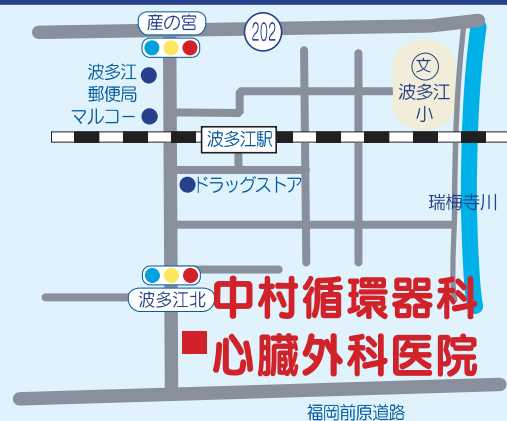 産の宮
202
波多江
郵便局
マルコー
文
波多江
小
波多江駅
ドラッグストア
瑞梅寺川
波多江北
中村循環器科
心臓外科医院
福岡前原道路